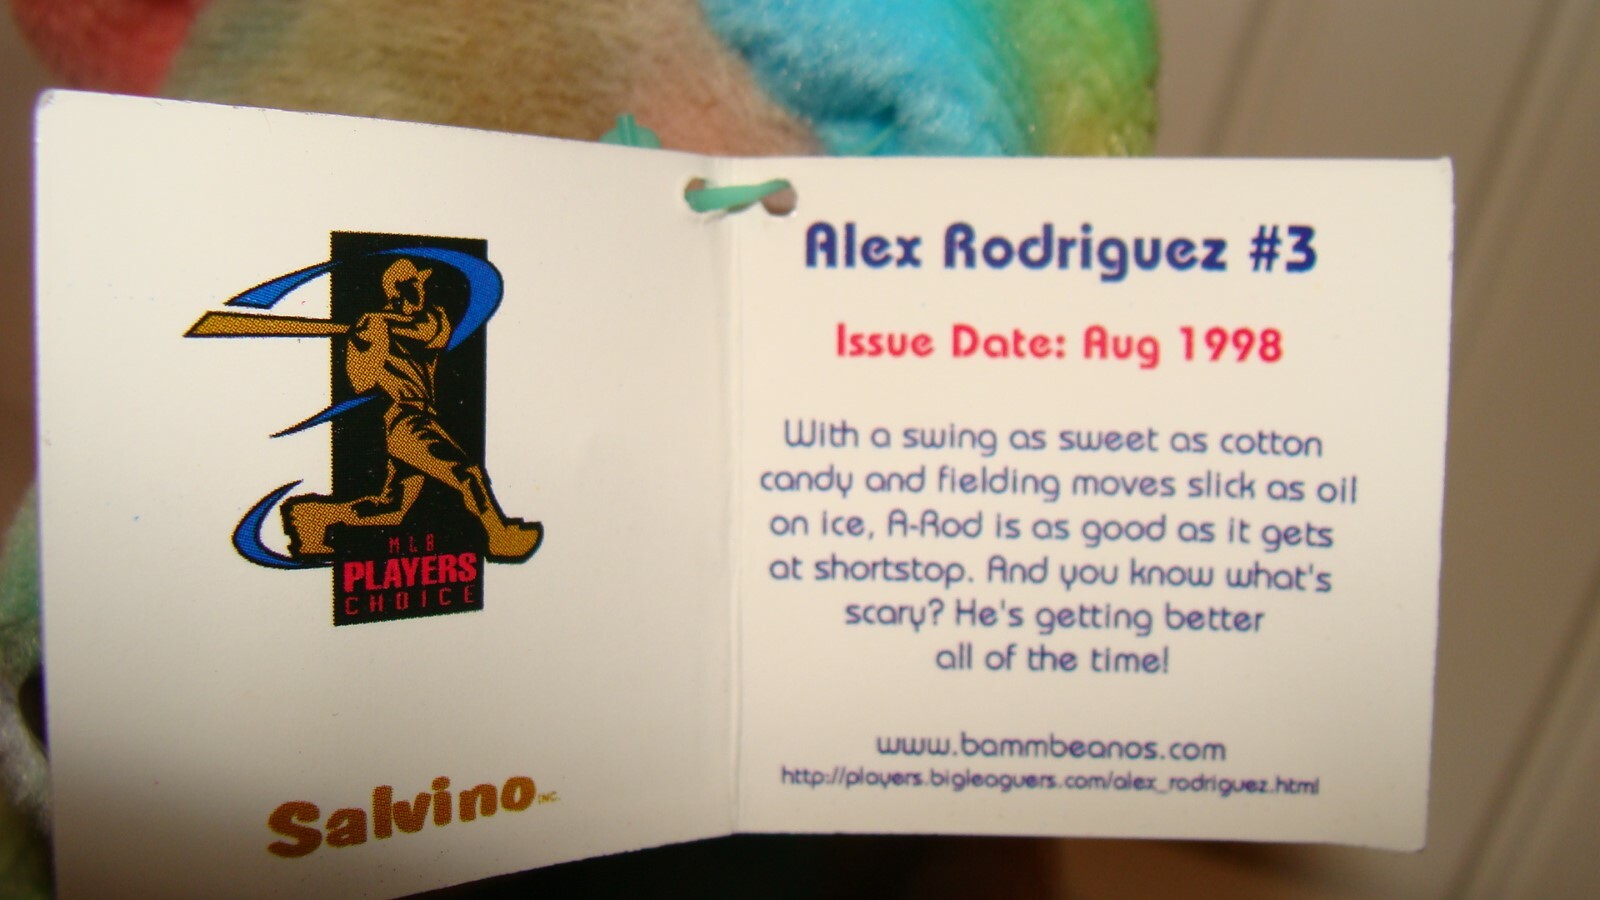 MLB
PLAYERS
CHOICE
Salvino INC.
Alex Rodriguez #3
Issue Date: Aug 1998
With a swing as sweet as cotton
candy and fielding moves slick as oil
on ice, A-Rod is as good as it gets
at shortstop. And you know what's
scary? He's getting better
all of the time!
www.bammbeanos.com
http://players.bigleaguers.com/alex_rodriguez.html